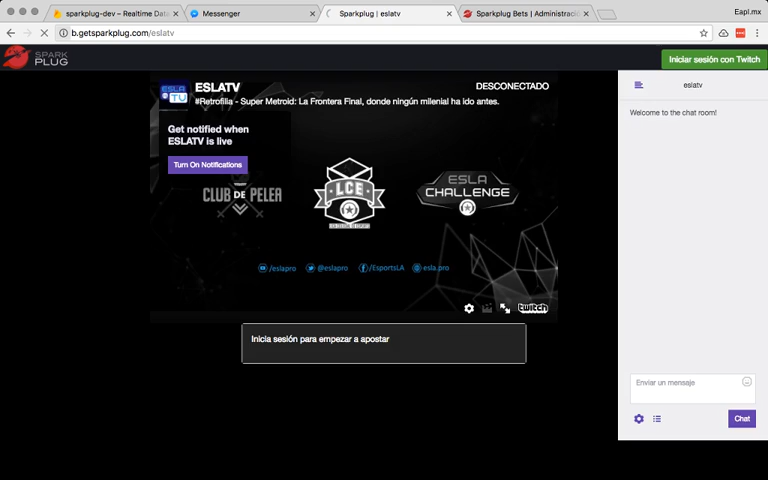 sparkplug-dev – Realtime Data
Messenger
Sparkplug | eslatv
Sparkplug Bets | Administració
Eapl.mx
b.getsparkplug.com/eslatv
SPARK
PLUG
Iniciar sesión con Twitch
ESLA
TV
ESLATV
DESCONECTADO
#Retrofilia - Super Metroid: La Frontera Final, donde ningún milenial ha ido antes.
Get notified when
ESLATV is live
Turn On Notifications
CLUB DE PELEA
LCE
ESLA
CHALLENGE
/eslapro
@eslapro
/EsportsLA
esla.pro
twitch
Inicia sesión para empezar a apostar
eslatv
Welcome to the chat room!
Enviar un mensaje
Chat